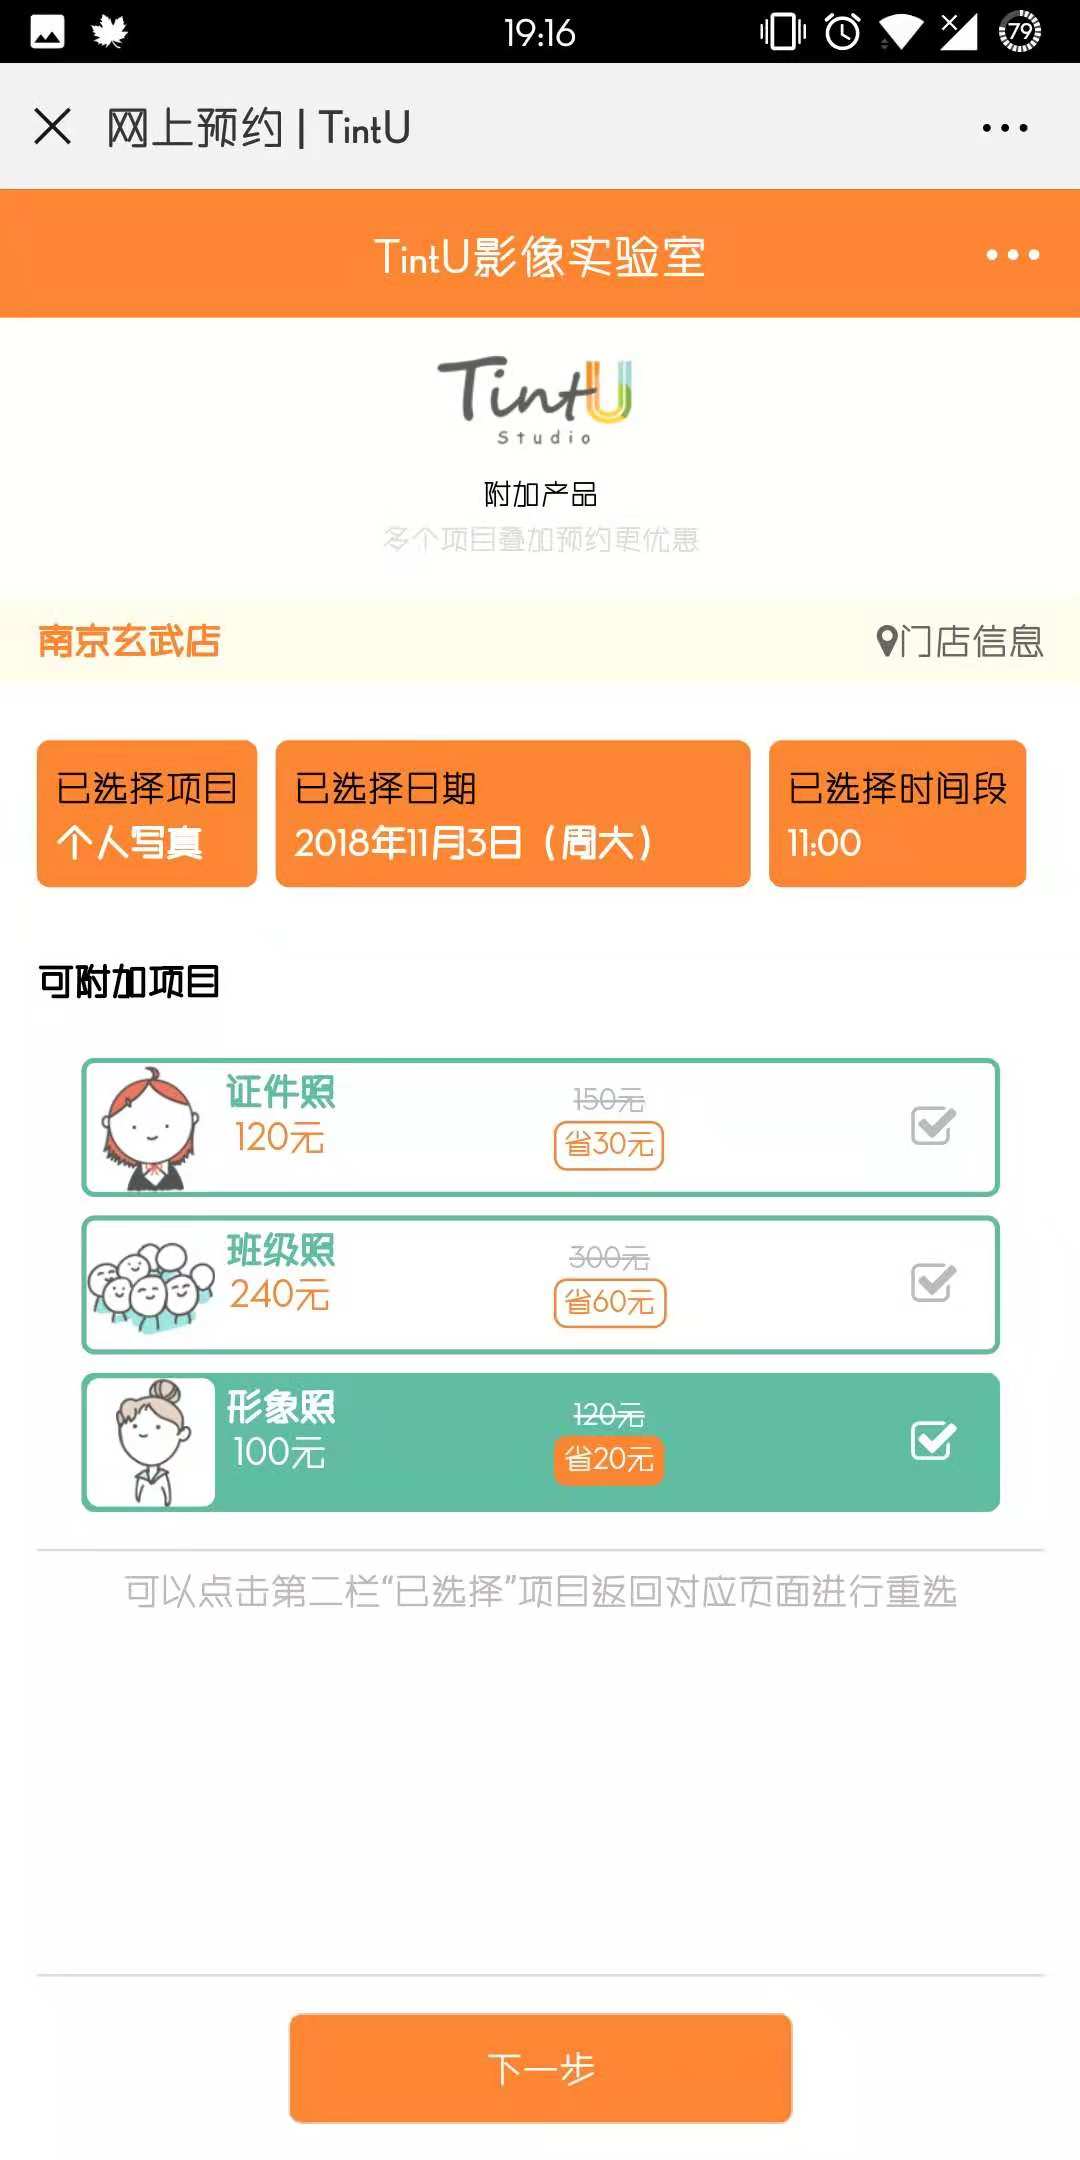 19:16
79
网上预约 | TintU
TintU影像实验室
TintU
Studio
附加产品
多个项目叠加预约更优惠
南京玄武店
门店信息
已选择项目
个人写真
已选择日期
2018年11月3日（周大）
已选择时间段
11:00
可附加项目
证件照
120元
150元
省30元
班级照
240元
300元
省60元
形象照
100元
120元
省20元
可以点击第二栏“已选择”项目返回对应页面进行重选
下一步